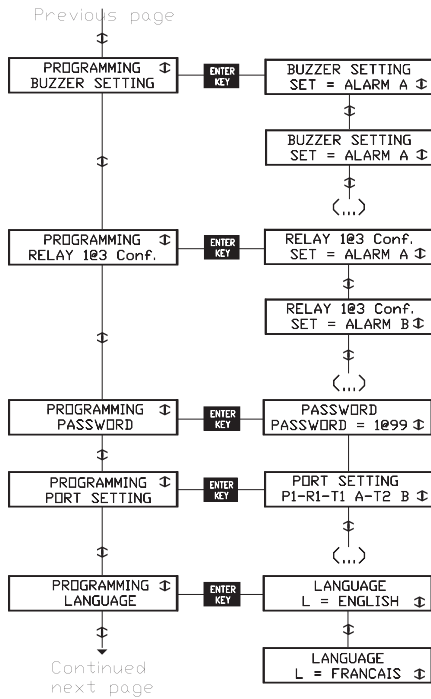 Previous page
PROGRAMMING
BUZZER SETTING
ENTER
KEY
BUZZER SETTING
SET = ALARM A
BUZZER SETTING
SET = ALARM A
(...)
PROGRAMMING
RELAY 1@3 Conf.
ENTER
KEY
RELAY 1@3 Conf.
SET = ALARM A
RELAY 1@3 Conf.
SET = ALARM B
(...)
PROGRAMMING
PASSWORD
ENTER
KEY
PASSWORD
PASSWORD = 1@99
PROGRAMMING
PORT SETTING
ENTER
KEY
PORT SETTING
P1-R1-T1 A-T2 B
(...)
PROGRAMMING
LANGUAGE
ENTER
KEY
LANGUAGE
L = ENGLISH
LANGUAGE
L = FRANCAIS
Continued
next page